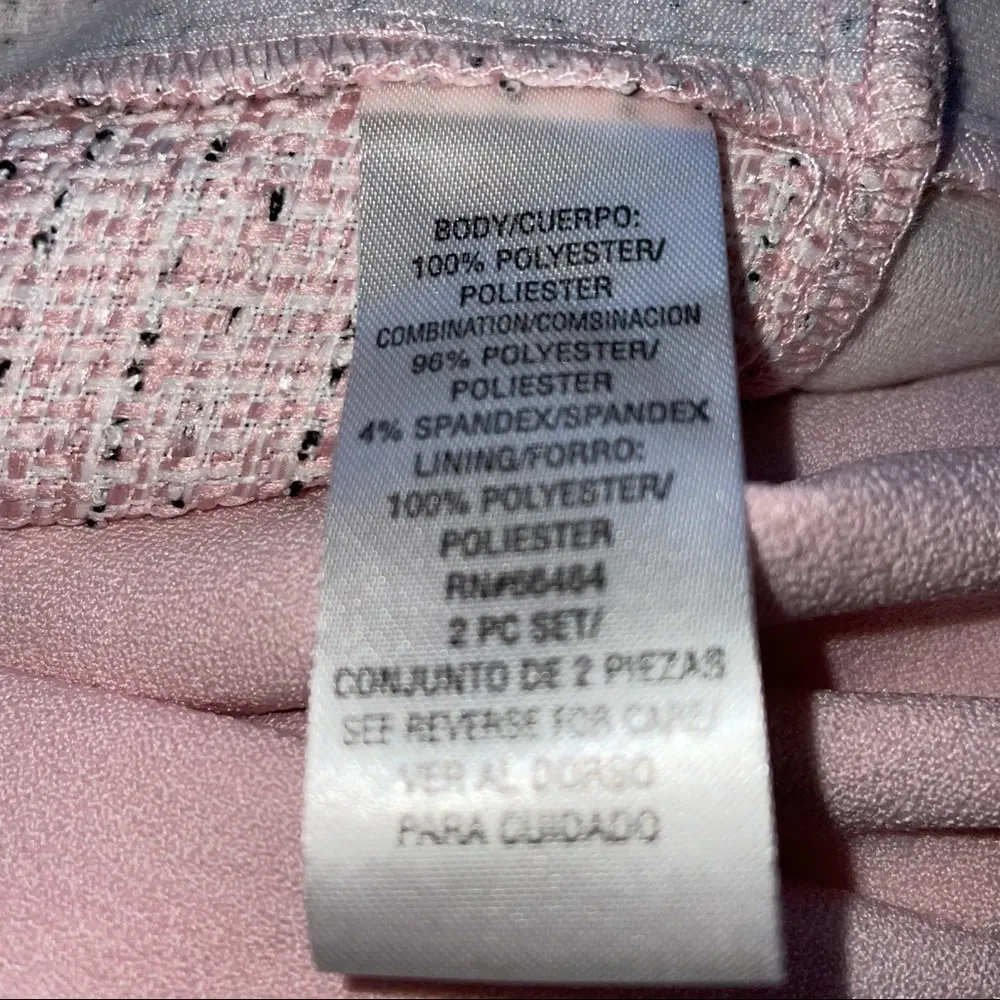 BODY/CUERPO:
100% POLYESTER/
POLIESTER
COMBINATION/COMSINACION
96% POLYESTER/
POLIESTER
4% SPANDEX/SPANDEX
LINING/FORRO:
100% POLYESTER/
POLIESTER
2 PC SET/
CONJUNTO DE 2 PIEZAS
SEE REVERSE FOR CARE/
VER AL DORSO
PARA CUIDADO